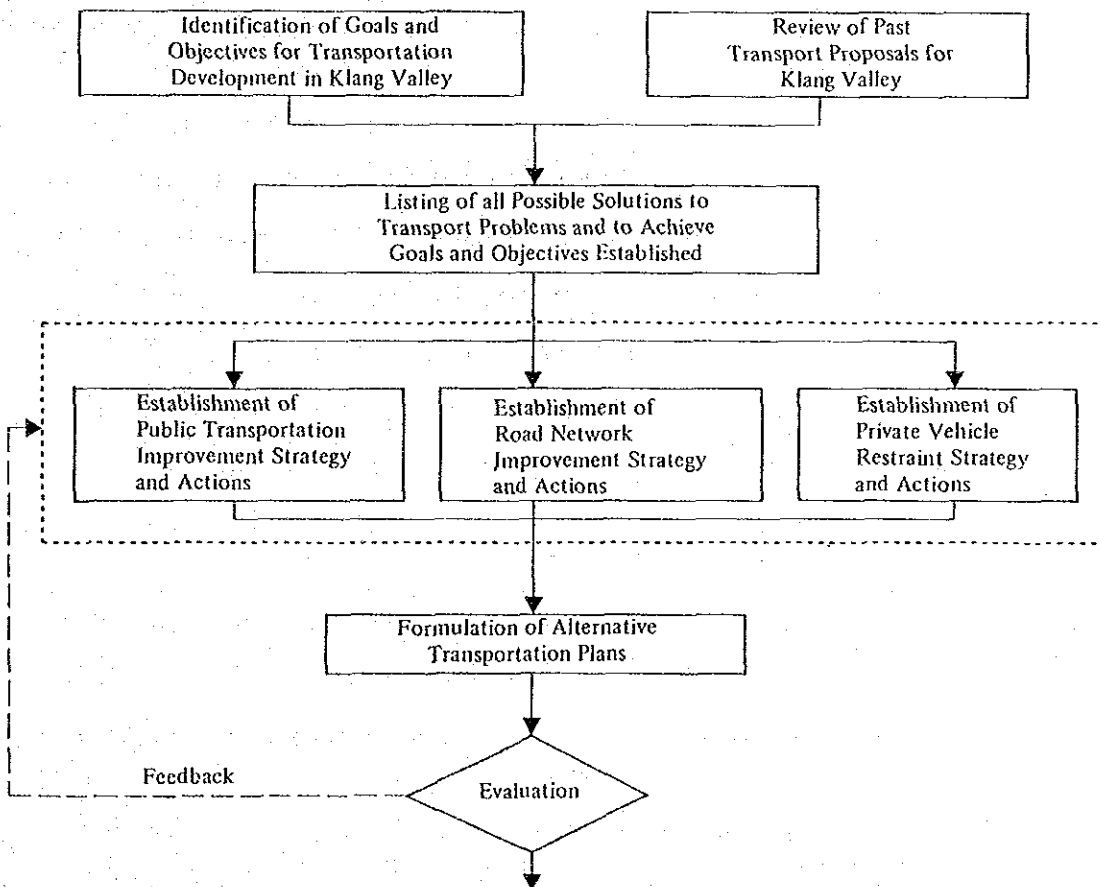 Identification of Goals and
Objectives for Transportation
Development in Klang Valley
Review of Past
Transport Proposals for
Klang Valley
Listing of all Possible Solutions to
Transport Problems and to Achieve
Goals and Objectives Established
Establishment of
Public Transportation
Improvement Strategy
and Actions
Establishment of
Road Network
Improvement Strategy
and Actions
Establishment of
Private Vehicle
Restraint Strategy
and Actions
Formulation of Alternative
Transportation Plans
Feedback
Evaluation